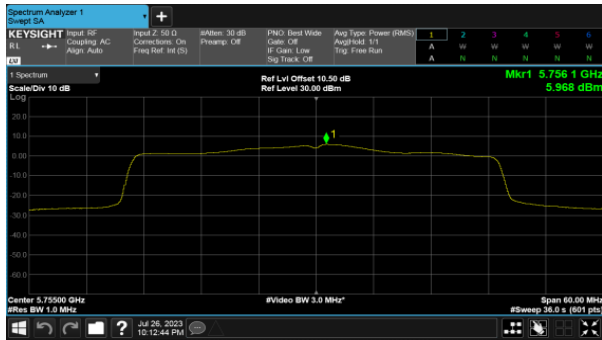 Spectrum Analyzer 1
Swept SA
KEYSIGHT
RL
Input: RF
Coupling: AC
Align: Auto
Input Z: 50 Ω
Corrections: On
Freq Ref: Int (S)
#Atten: 30 dB
Preamp: Off
PNO: Best Wide
Gate: Off
IF Gain: Low
Sig Track: Off
Avg Type: Power (RMS)
Avg|Hold: 1/1
Trig: Free Run
1 2 3 4 5 6
A W W W W W
A N N N N N
LXI
1 Spectrum
Scale/Div 10 dB
Ref Lvl Offset 10.50 dB
Ref Level 30.00 dBm
Mkr1 5.756 1 GHz
5.968 dBm
Log
20.0
10.0
1
0.00
-10.0
-20.0
-30.0
-40.0
-50.0
-60.0
Center 5.75500 GHz
#Res BW 1.0 MHz
#Video BW 3.0 MHz*
Span 60.00 MHz
#Sweep 36.0 s (601 pts)
?
Jul 26, 2023
10:12:44 PM